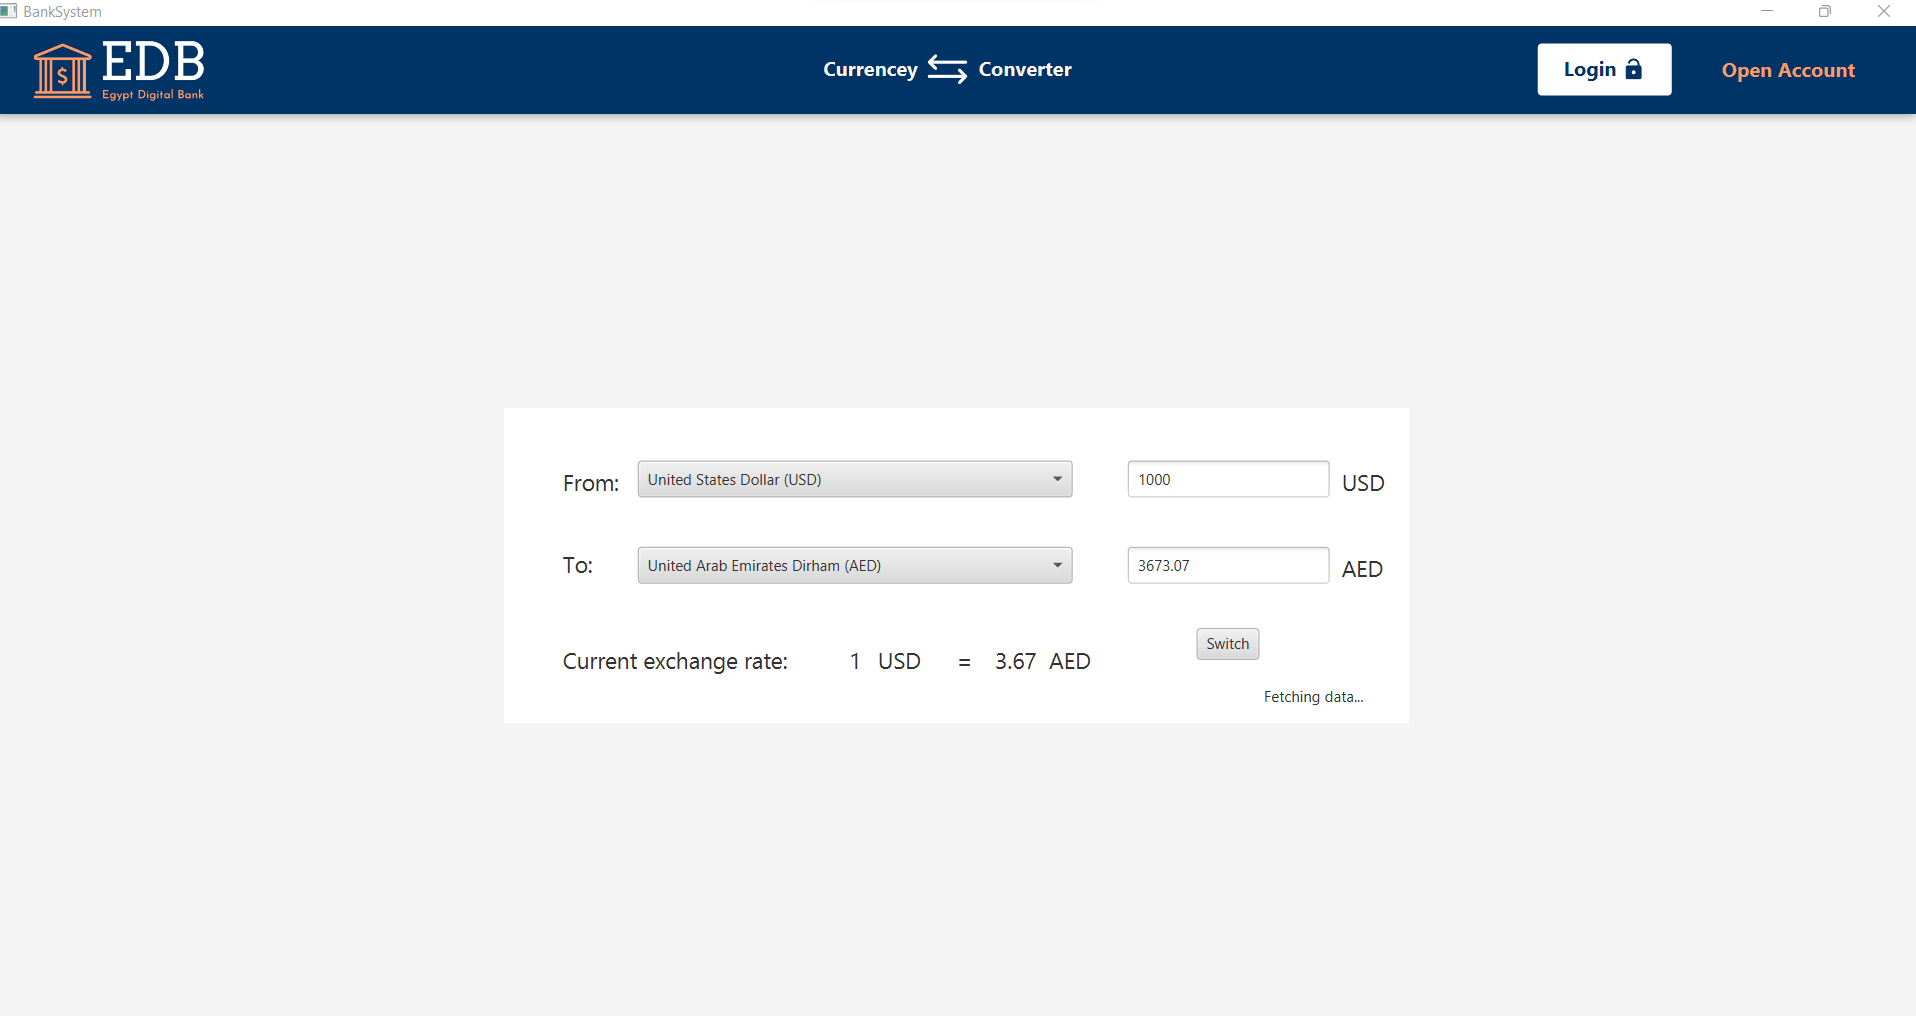 BankSystem
EDB
Egypt Digital Bank
Currencey Converter
Login
Open Account
From: United States Dollar (USD) 1000 USD
To: United Arab Emirates Dirham (AED) 3673.07 AED
Switch
Current exchange rate: 1 USD = 3.67 AED
Fetching data...